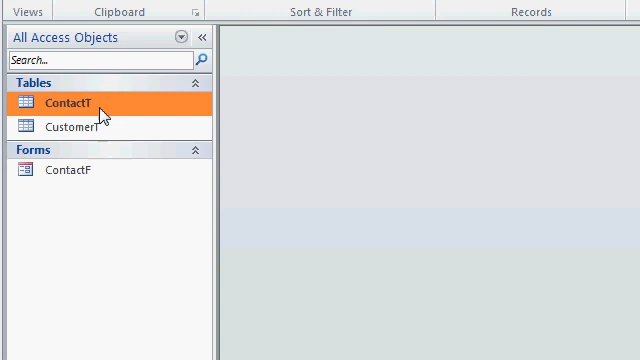 Views Clipboard Sort & Filter Records
All Access Objects
Search...
Tables
ContactT
CustomerT
Forms
ContactF